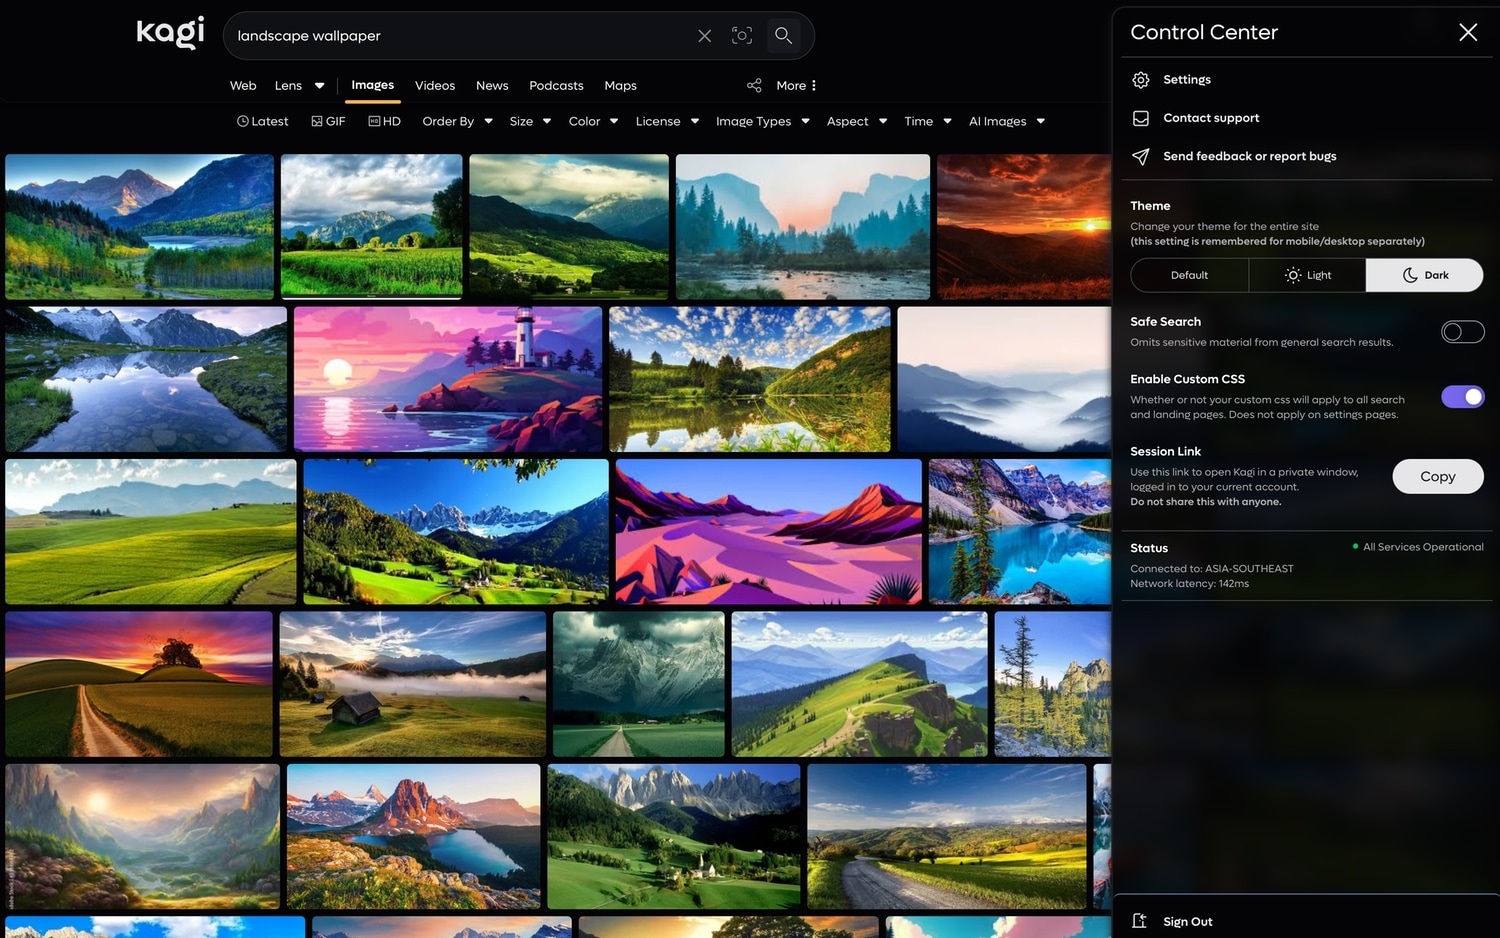 kagi
landscape wallpaper
Web Lens Images Videos News Podcasts Maps More
Latest GIF HD Order By Size Color License Image Types Aspect Time AI Images
Control Center
Settings
Contact support
Send feedback or report bugs
Theme
Change your theme for the entire site
(this setting is remembered for mobile/desktop separately)
Default Light Dark
Safe Search
Omits sensitive material from general search results.
Enable Custom CSS
Whether or not your custom css will apply to all search
and landing pages. Does not apply on settings pages.
Session Link
Use this link to open Kagi in a private window,
logged in to your current account.
Do not share this with anyone.
Copy
Status
All Services Operational
Connected to: ASIA-SOUTHEAST
Network latency: 142ms
Sign Out